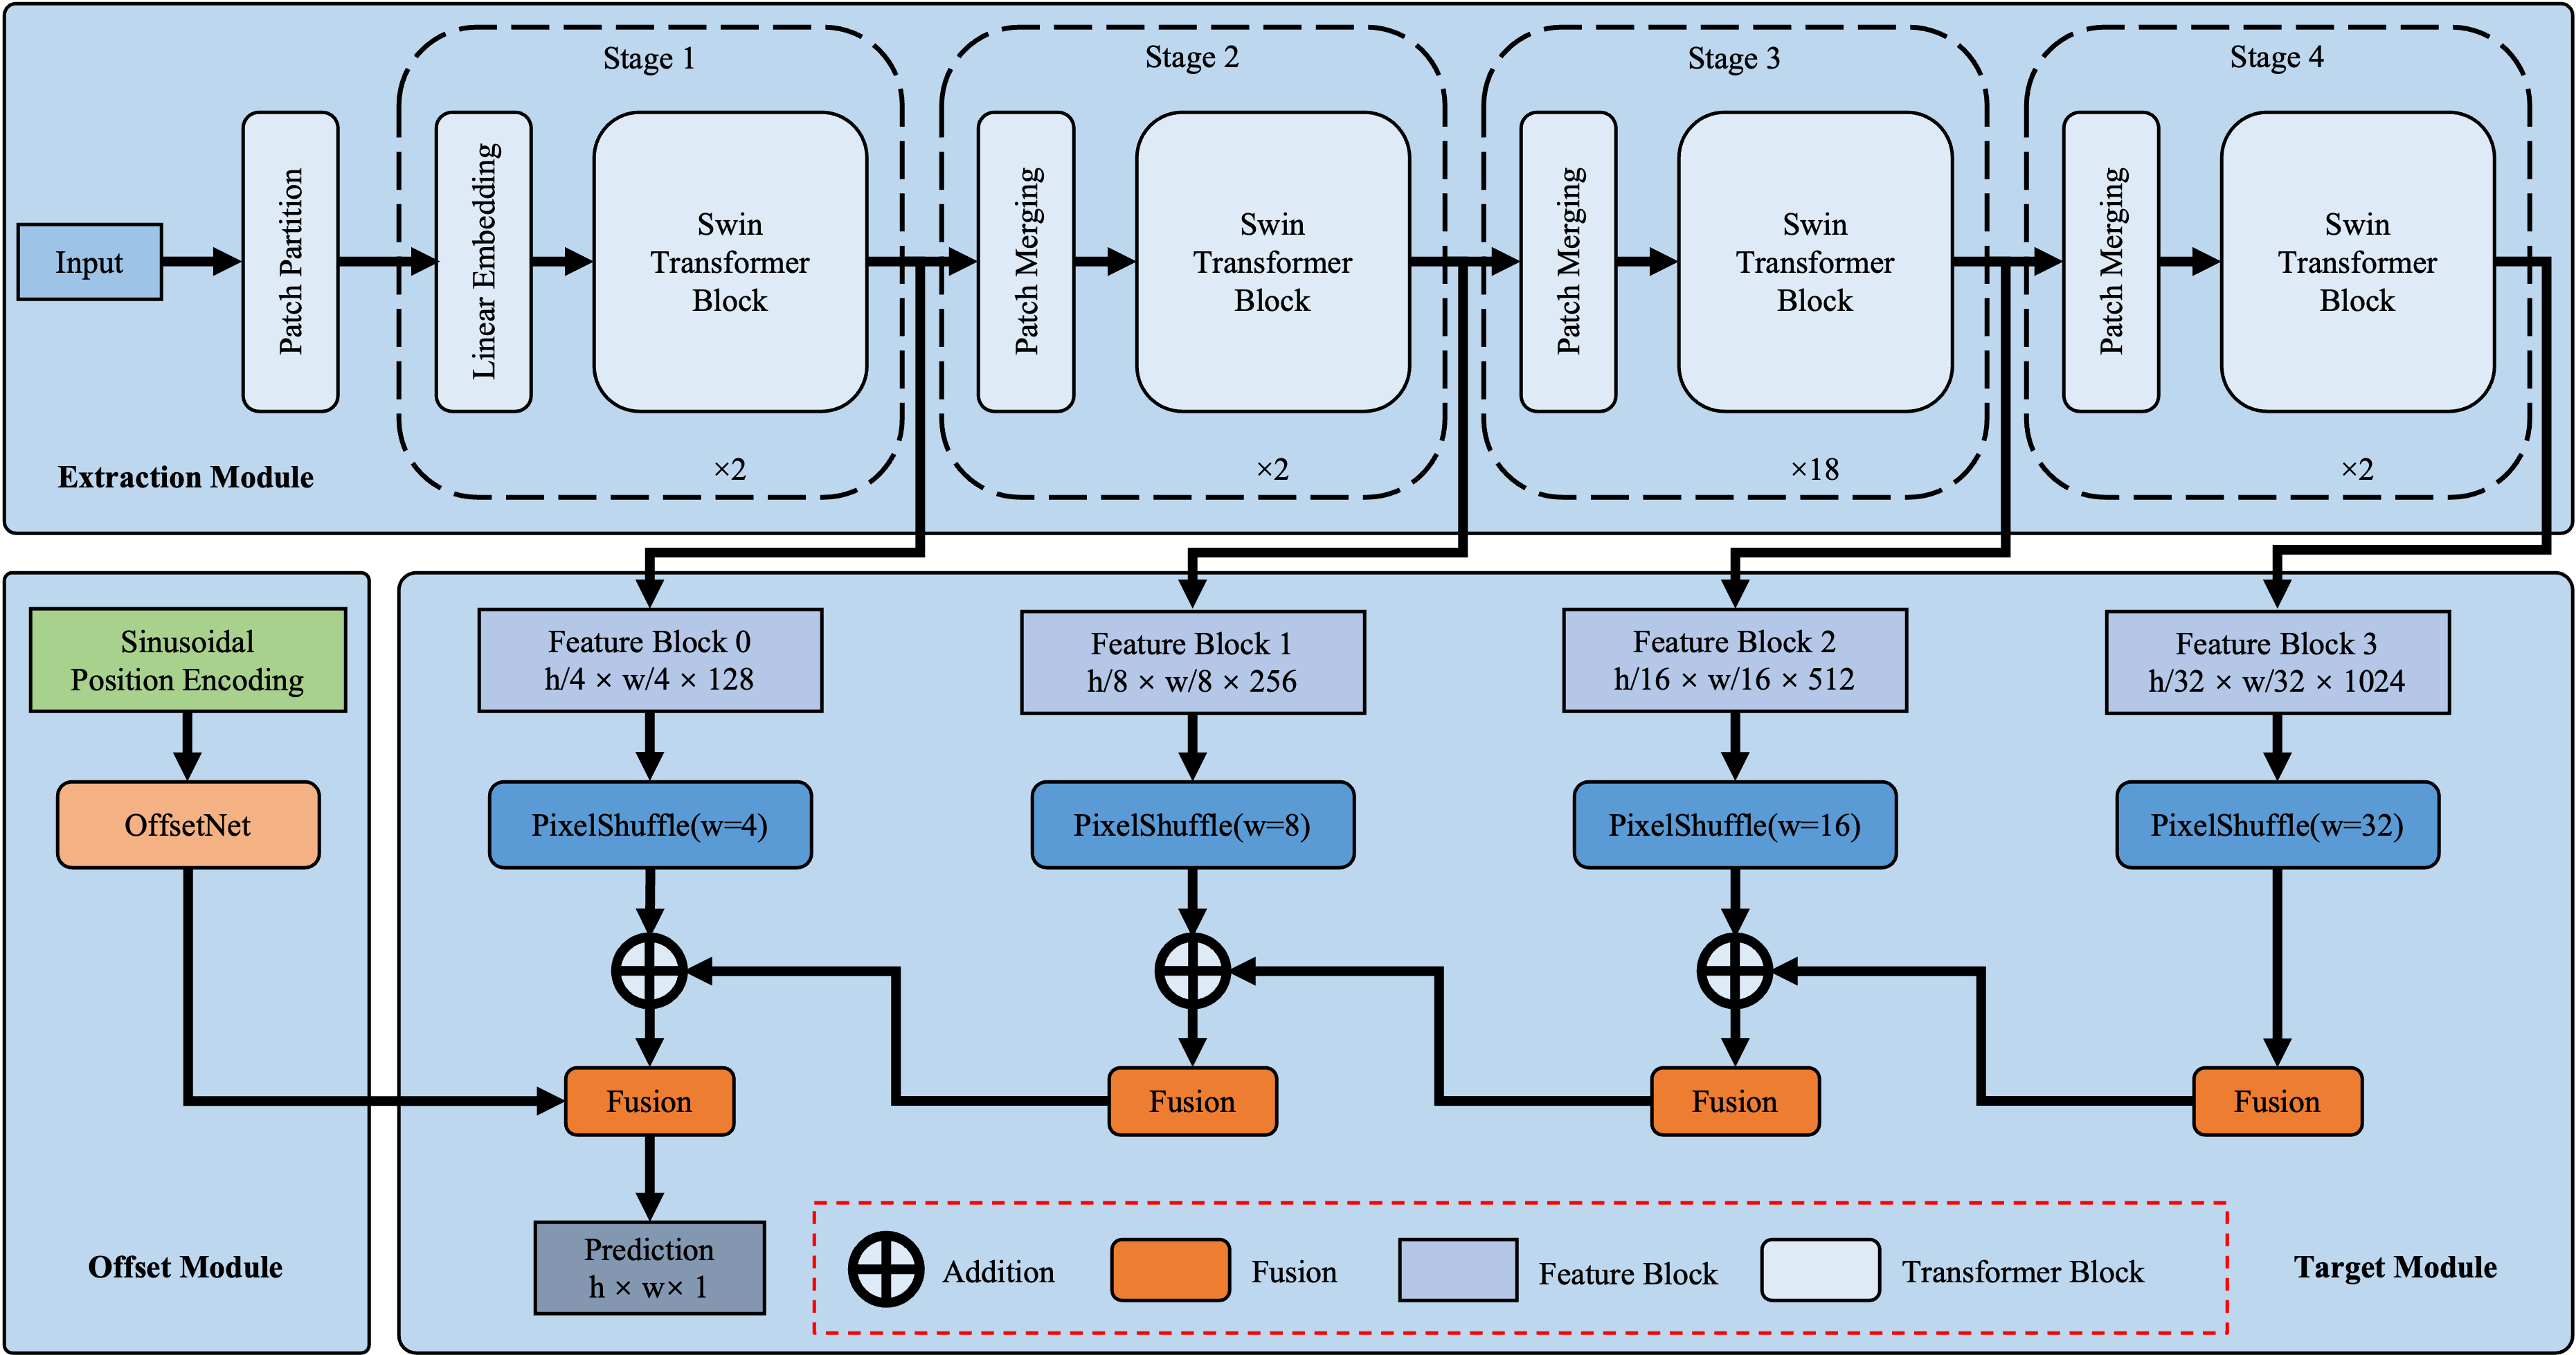 Stage 1
Stage 2
Stage 3
Stage 4
Input
Patch Partition
Linear Embedding
Swin
Transformer
Block
Patch Merging
Swin
Transformer
Block
Patch Merging
Swin
Transformer
Block
Patch Merging
Swin
Transformer
Block
Extraction Module
×2
×2
×18
×2
Sinusoidal
Position Encoding
OffsetNet
Offset Module
Feature Block 0
h/4 × w/4 × 128
Feature Block 1
h/8 × w/8 × 256
Feature Block 2
h/16 × w/16 × 512
Feature Block 3
h/32 × w/32 × 1024
PixelShuffle(w=4)
PixelShuffle(w=8)
PixelShuffle(w=16)
PixelShuffle(w=32)
Fusion
Fusion
Fusion
Fusion
Prediction
h × w× 1
Addition
Fusion
Feature Block
Transformer Block
Target Module